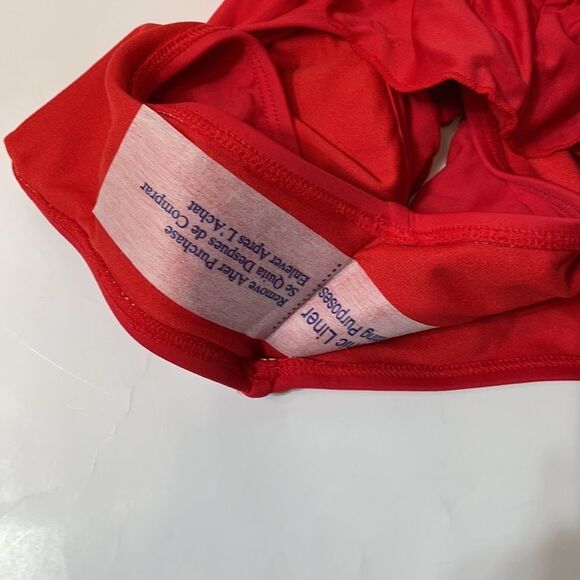 Remove After Purchase
Se Quita Despues de Comprar
Enlever Apres L'Achat
Liner
Purposes